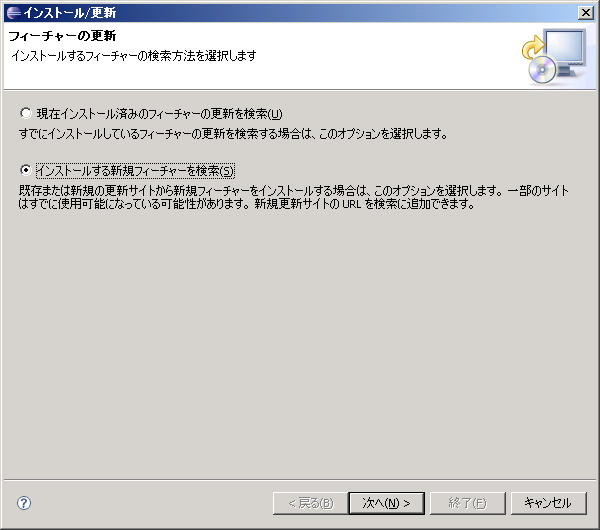 インストール/更新
フィーチャーの更新
インストールするフィーチャーの検索方法を選択します
現在インストール済みのフィーチャーの更新を検索(U)
すでにインストールしているフィーチャーの更新を検索する場合は、このオプションを選択します。
インストールする新規フィーチャーを検索(S)
既存または新規の更新サイトから新規フィーチャーをインストールする場合は、このオプションを選択します。 一部のサイト
はすでに使用可能になっている可能性があります。 新規更新サイトの URL を検索に追加できます。
?
< 戻る(B) 次へ(N) > 終了(F) キャンセル